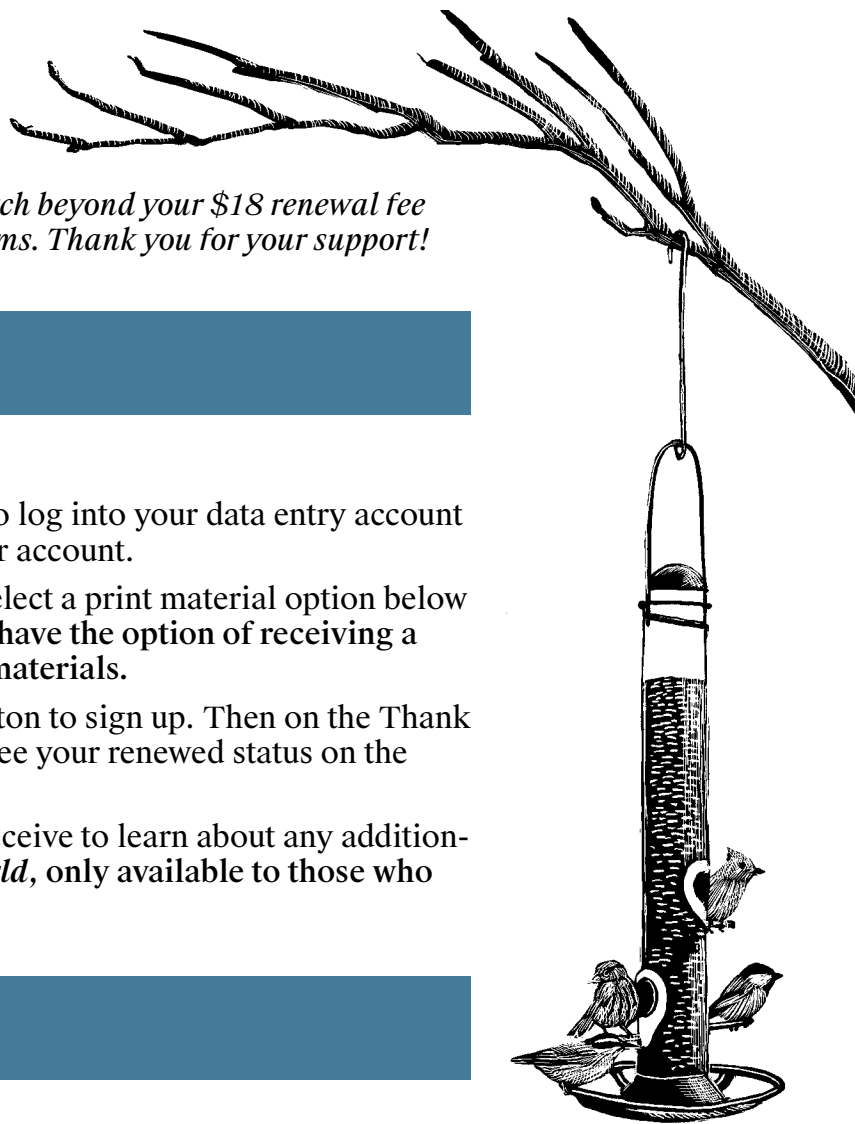 ch beyond your $18 renewal fee
ms. Thank you for your support!
o log into your data entry account
r account.
elect a print material option below
have the option of receiving a
naterials.
ton to sign up. Then on the Thank
ee your renewed status on the
eceive to learn about any addition-
ld, only available to those who